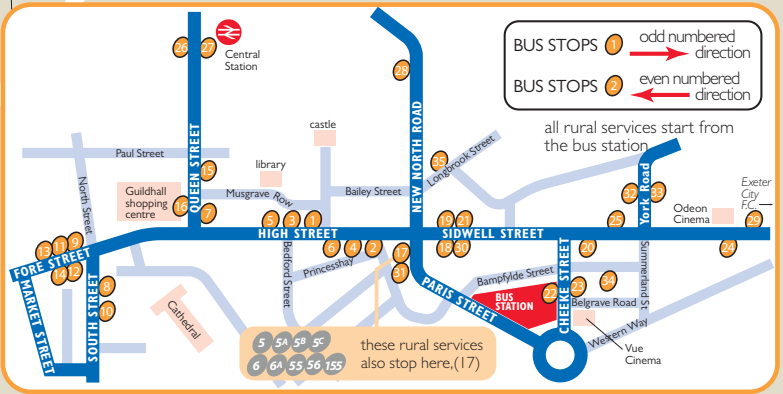 BUS STOPS 1 odd numbered direction
BUS STOPS 2 even numbered direction
all rural services start from
the bus station
26
27
Central
Station
28
castle
Paul Street
QUEEN STREET
NEW NORTH ROAD
Longbrook Street
35
library
15
North Street
Guildhall
shopping
centre
16
7
Musgrave Row
Bailey Street
York Road
32
33
Odeon
Cinema
Exeter
City
F.C.
29
5
3
1
19
21
25
HIGH STREET
SIDWELL STREET
13
11
9
6
4
2
17
18
30
20
24
FORE STREET
14
12
Bedford Street
Princesshay
31
Bampfylde Street
CHEEKE STREET
Summerland St
MARKET STREET
SOUTH STREET
8
10
Cathedral
PARIS STREET
BUS
STATION
22
23
34
Belgrave Road
Western Way
Vue
Cinema
5 5A 5B 5C
6 6A 55 56 155
these rural services
also stop here,(17)